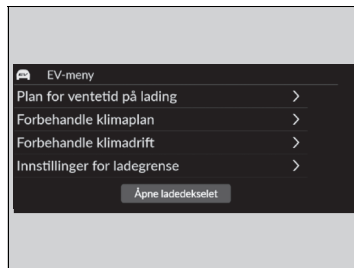 EV-meny
Plan for ventetid på lading
Forbehandle klimaplan
Forbehandle klimadrift
Innstillinger for ladegrense
Åpne ladedekselet